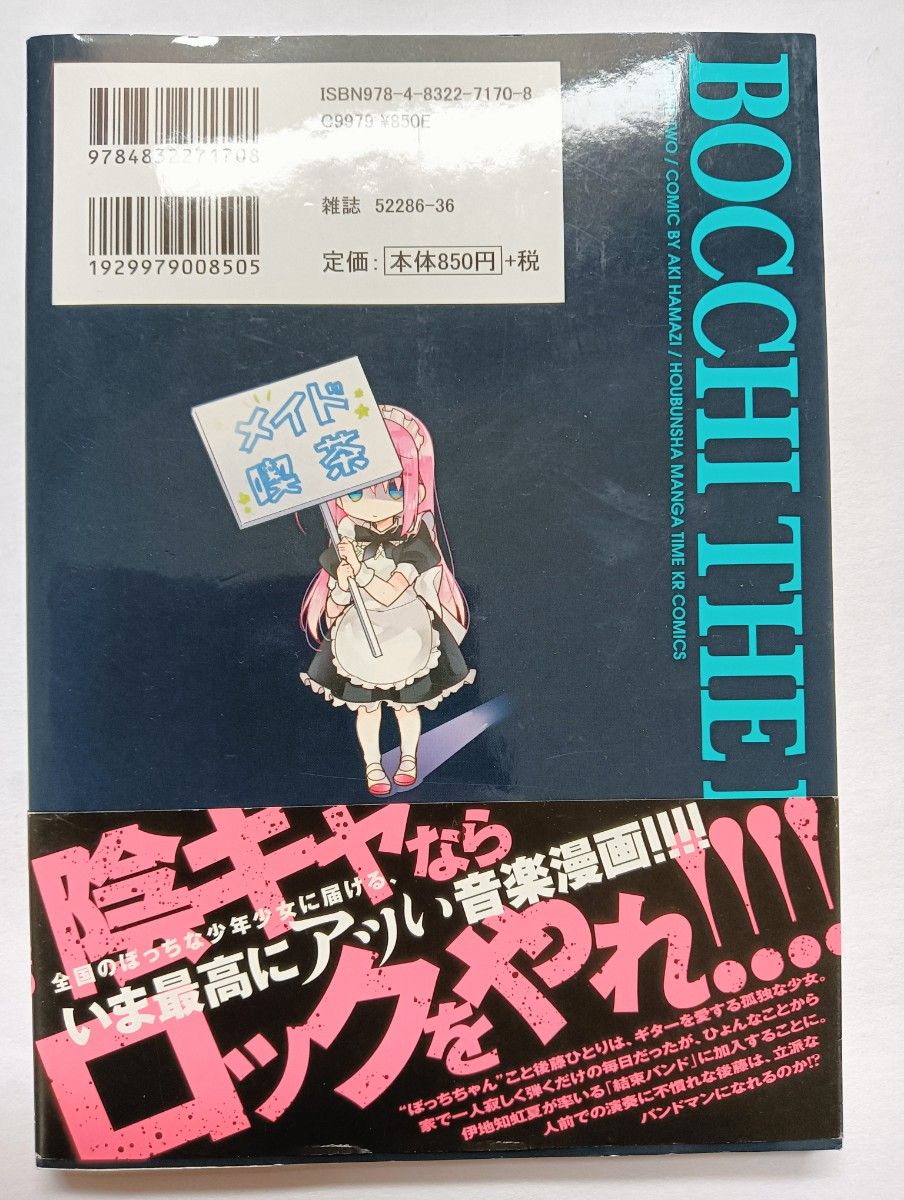 ISBN978-4-8322-7170-8
C9979 ¥850E
9784832271708
雑誌 52286-36
1929979008505
定価：本体850円+税
BOCCHI THE
WO / COMIC BY AKI HAMAZI / HOUBUNSHA MANGA TIME KR COMICS
メイド
喫茶
陰キャなら
全国のぼっちな少年少女に届ける、
いま最高にアツい音楽漫画!!!!
ロックをやれ!!!!
“ぼっちちゃん”こと後藤ひとりは、ギターを愛する孤独な少女。
家で一人寂しく弾くだけの毎日だったが、ひょんなことから
伊地知虹夏が率いる「結束バンド」に加入することに。
人前での演奏に不慣れな後藤は、立派な
バンドマンになれるのか!?